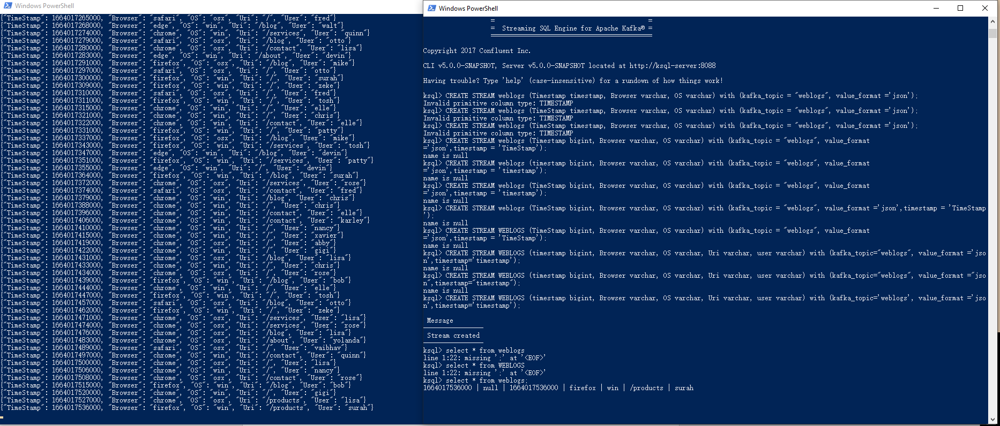 Windows PowerShell
{"TimeStamp": 1664017265000, "Browser": "safari", "OS": "osx", "Uri": "/", "User": "fred"}
{"TimeStamp": 1664017268000, "Browser": "edge", "OS": "win", "Uri": "/blog", "User": "walt"}
{"TimeStamp": 1664017274000, "Browser": "chrome", "OS": "win", "Uri": "/services", "User": "quinn"}
{"TimeStamp": 1664017279000, "Browser": "safari", "OS": "osx", "Uri": "/blog", "User": "otto"}
{"TimeStamp": 1664017280000, "Browser": "chrome", "OS": "osx", "Uri": "/contact", "User": "lisa"}
{"TimeStamp": 1664017283000, "Browser": "edge", "OS": "win", "Uri": "/about", "User": "devin"}
{"TimeStamp": 1664017291000, "Browser": "firefox", "OS": "osx", "Uri": "/blog", "User": "mike"}
{"TimeStamp": 1664017297000, "Browser": "safari", "OS": "osx", "Uri": "/", "User": "otto"}
{"TimeStamp": 1664017300000, "Browser": "firefox", "OS": "win", "Uri": "/", "User": "surah"}
{"TimeStamp": 1664017309000, "Browser": "firefox", "OS": "win", "Uri": "/", "User": "zeke"}
{"TimeStamp": 1664017310000, "Browser": "safari", "OS": "osx", "Uri": "/", "User": "fred"}
{"TimeStamp": 1664017311000, "Browser": "firefox", "OS": "win", "Uri": "/", "User": "tosh"}
{"TimeStamp": 1664017315000, "Browser": "chrome", "OS": "win", "Uri": "/", "User": "elle"}
{"TimeStamp": 1664017321000, "Browser": "chrome", "OS": "win", "Uri": "/", "User": "chris"}
{"TimeStamp": 1664017322000, "Browser": "chrome", "OS": "win", "Uri": "/contact", "User": "elle"}
{"TimeStamp": 1664017331000, "Browser": "firefox", "OS": "win", "Uri": "/", "User": "patty"}
{"TimeStamp": 1664017337000, "Browser": "firefox", "OS": "osx", "Uri": "/blog", "User": "mike"}
{"TimeStamp": 1664017343000, "Browser": "firefox", "OS": "win", "Uri": "/services", "User": "tosh"}
{"TimeStamp": 1664017347000, "Browser": "edge", "OS": "win", "Uri": "/blog", "User": "devin"}
{"TimeStamp": 1664017351000, "Browser": "firefox", "OS": "win", "Uri": "/services", "User": "patty"}
{"TimeStamp": 1664017355000, "Browser": "edge", "OS": "win", "Uri": "/", "User": "devin"}
{"TimeStamp": 1664017364000, "Browser": "firefox", "OS": "win", "Uri": "/blog", "User": "surah"}
{"TimeStamp": 1664017372000, "Browser": "chrome", "OS": "osx", "Uri": "/services", "User": "rose"}
{"TimeStamp": 1664017374000, "Browser": "safari", "OS": "osx", "Uri": "/contact", "User": "fred"}
{"TimeStamp": 1664017379000, "Browser": "chrome", "OS": "win", "Uri": "/blog", "User": "chris"}
{"TimeStamp": 1664017388000, "Browser": "chrome", "OS": "win", "Uri": "/", "User": "chris"}
{"TimeStamp": 1664017396000, "Browser": "chrome", "OS": "win", "Uri": "/contact", "User": "elle"}
{"TimeStamp": 1664017406000, "Browser": "chrome", "OS": "osx", "Uri": "/contact", "User": "karley"}
{"TimeStamp": 1664017410000, "Browser": "chrome", "OS": "win", "Uri": "/", "User": "nancy"}
{"TimeStamp": 1664017415000, "Browser": "chrome", "OS": "win", "Uri": "/", "User": "xavier"}
{"TimeStamp": 1664017419000, "Browser": "chrome", "OS": "osx", "Uri": "/", "User": "abby"}
{"TimeStamp": 1664017422000, "Browser": "chrome", "OS": "win", "Uri": "/", "User": "gigi"}
{"TimeStamp": 1664017431000, "Browser": "chrome", "OS": "osx", "Uri": "/blog", "User": "lisa"}
{"TimeStamp": 1664017433000, "Browser": "chrome", "OS": "win", "Uri": "/", "User": "chris"}
{"TimeStamp": 1664017434000, "Browser": "chrome", "OS": "osx", "Uri": "/", "User": "rose"}
{"TimeStamp": 1664017439000, "Browser": "firefox", "OS": "win", "Uri": "/blog", "User": "bob"}
{"TimeStamp": 1664017444000, "Browser": "chrome", "OS": "win", "Uri": "/", "User": "elle"}
{"TimeStamp": 1664017447000, "Browser": "firefox", "OS": "win", "Uri": "/", "User": "tosh"}
{"TimeStamp": 1664017457000, "Browser": "safari", "OS": "osx", "Uri": "/blog", "User": "otto"}
{"TimeStamp": 1664017462000, "Browser": "firefox", "OS": "win", "Uri": "/", "User": "zeke"}
{"TimeStamp": 1664017471000, "Browser": "chrome", "OS": "osx", "Uri": "/services", "User": "lisa"}
{"TimeStamp": 1664017474000, "Browser": "chrome", "OS": "osx", "Uri": "/services", "User": "rose"}
{"TimeStamp": 1664017476000, "Browser": "chrome", "OS": "osx", "Uri": "/blog", "User": "lisa"}
{"TimeStamp": 1664017483000, "Browser": "chrome", "OS": "osx", "Uri": "/about", "User": "yolanda"}
{"TimeStamp": 1664017489000, "Browser": "safari", "OS": "osx", "Uri": "/", "User": "vaibhav"}
{"TimeStamp": 1664017497000, "Browser": "chrome", "OS": "win", "Uri": "/contact", "User": "quinn"}
{"TimeStamp": 1664017500000, "Browser": "chrome", "OS": "osx", "Uri": "/", "User": "lisa"}
{"TimeStamp": 1664017506000, "Browser": "chrome", "OS": "win", "Uri": "/", "User": "nancy"}
{"TimeStamp": 1664017508000, "Browser": "chrome", "OS": "osx", "Uri": "/contact", "User": "rose"}
{"TimeStamp": 1664017515000, "Browser": "firefox", "OS": "win", "Uri": "/blog", "User": "bob"}
{"TimeStamp": 1664017520000, "Browser": "chrome", "OS": "win", "Uri": "/", "User": "gigi"}
{"TimeStamp": 1664017527000, "Browser": "chrome", "OS": "osx", "Uri": "/products", "User": "lisa"}
{"TimeStamp": 1664017536000, "Browser": "firefox", "OS": "win", "Uri": "/products", "User": "surah"}
Windows PowerShell
= =
= Streaming SQL Engine for Apache Kafka® =
===========================================
Copyright 2017 Confluent Inc.
CLI v5.0.0-SNAPSHOT, Server v5.0.0-SNAPSHOT located at http://ksql-server:8088
Having trouble? Type 'help' (case-insensitive) for a rundown of how things work!
ksql> CREATE STREAM weblogs (Timestamp timestamp, Browser varchar, OS varchar) with (kafka_topic = "weblogs", value_format ='json');
Invalid primitive column type: TIMESTAMP
ksql> CREATE STREAM weblogs (TimeStamp timestamp, Browser varchar, OS varchar) with (kafka_topic = "weblogs", value_format ='json');
Invalid primitive column type: TIMESTAMP
ksql> CREATE STREAM weblogs (TimeStamp timestamp, Browser varchar, OS varchar) with (kafka_topic = "weblogs", value_format ='json');
Invalid primitive column type: TIMESTAMP
ksql> CREATE STREAM weblogs (Timestamp bigint, Browser varchar, OS varchar) with (kafka_topic = "weblogs", value_format
='json',timestamp = 'TimeStamp');
name is null
ksql> CREATE STREAM weblogs (timestamp bigint, Browser varchar, OS varchar) with (kafka_topic = "weblogs", value_format
='json',timestamp = 'timestamp');
name is null
ksql> CREATE STREAM weblogs (TimeStamp bigint, Browser varchar, OS varchar) with (kafka_topic = "weblogs", value_format
='json',timestamp = 'timestamp');
name is null
ksql> CREATE STREAM weblogs (TimeStamp bigint, Browser varchar, OS varchar) with (kafka_topic = "weblogs", value_format ='json',timestamp = 'TimeStamp
');
name is null
ksql> CREATE STREAM WEBLOGS (TimeStamp bigint, Browser varchar, OS varchar) with (kafka_topic = "weblogs", value_format
='json',timestamp = 'TimeStamp');
name is null
ksql> CREATE STREAM WEBLOGS (timestamp bigint, Browser varchar, OS varchar, Uri varchar, user varchar) with (kafka_topic="weblogs", value_format ='jso
n',timestamp='timestamp');
name is null
ksql> CREATE STREAM WEBLOGS (timestamp bigint, Browser varchar, OS varchar, Uri varchar, user varchar) with (kafka_topic="weblogs", value_format ="jso
n",timestamp="timestamp");
name is null
ksql> CREATE STREAM WEBLOGS (timestamp bigint, Browser varchar, OS varchar, Uri varchar, user varchar) with (kafka_topic='weblogs', value_format ='jso
n',timestamp='timestamp');
Message
Stream created
ksql> select * from weblogs
line 1:22: missing ';' at '<EOF>'
ksql> select * from WEBLOGS
line 1:22: missing ';' at '<EOF>'
ksql> select * from weblogs;
1664017536000 | null | 1664017536000 | firefox | win | /products | surah